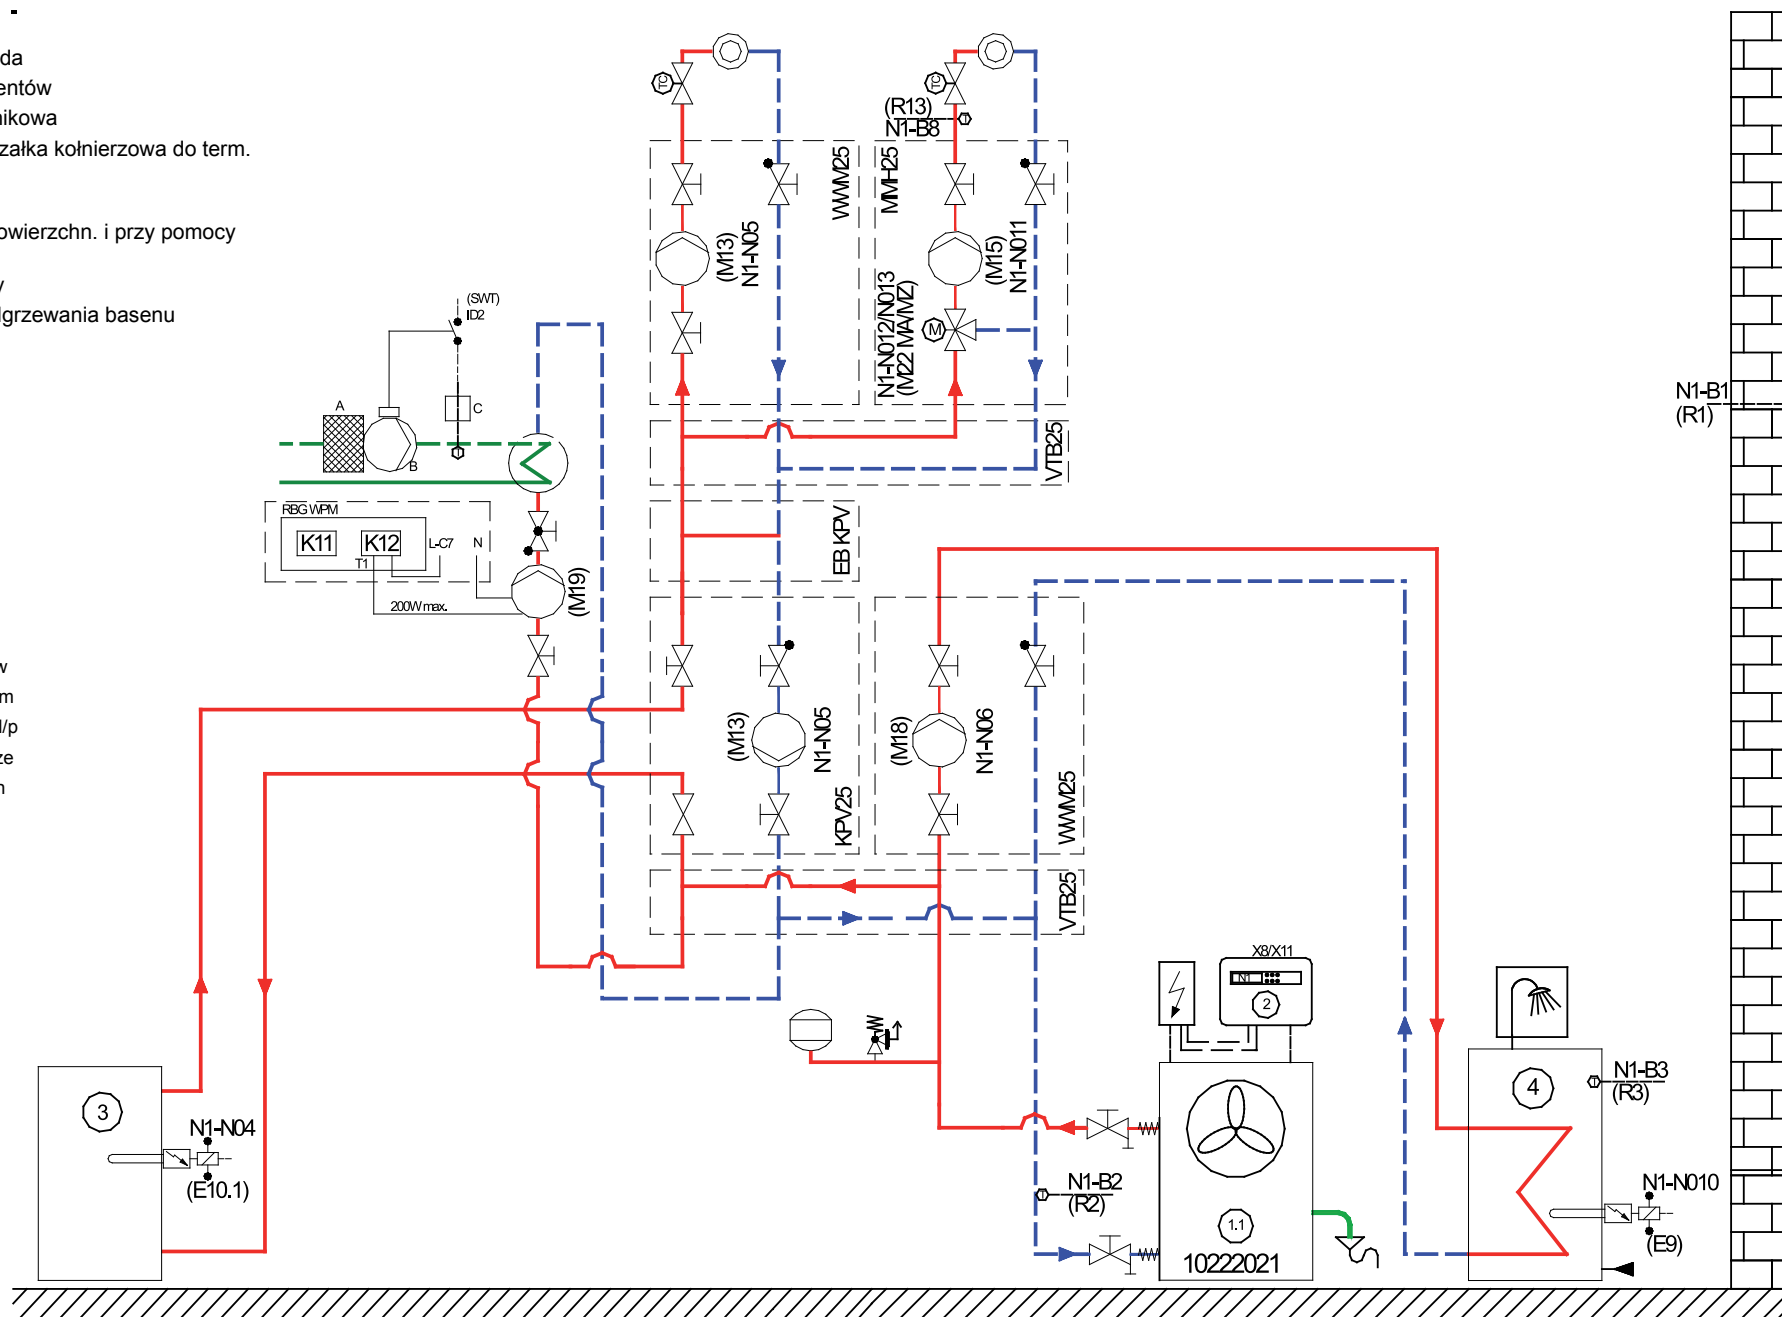 da
entów
nikowa
załka kołnierzowa do term.
owierzchn. i przy pomocy
y
lgrzewania basenu
w
m
l/p
ze
n
TC
TC
(R13)
N1-B8
WWM25
MMH25
(M13)
N1-N05
(M15)
N1-N011
N1-N012/N013
(M22 MA/MZ)
M
(SWT)
ID2
A
B
C
VTB25
N1-B1
(R1)
RBG WPM
K11
K12
L-C7
N
T1
200W max.
(M19)
EB KPV
(M13)
N1-N05
KPV25
(M18)
N1-N06
WWM25
VTB25
X8/X11
N1
2
3
N1-N04
(E10.1)
N1-B2
(R2)
1.1
10222021
4
N1-B3
(R3)
N1-N010
(E9)